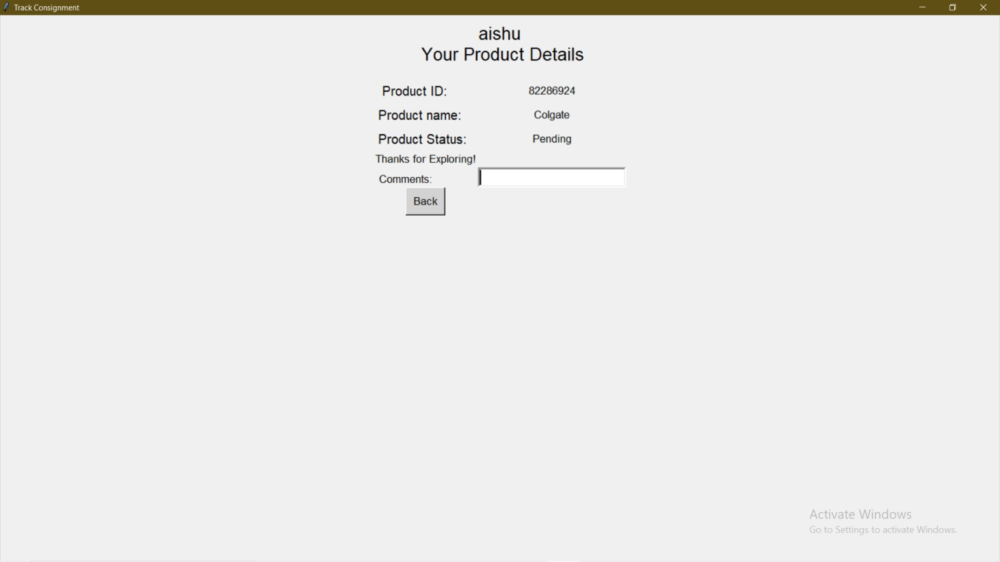 Track Consignment
aishu
Your Product Details
Product ID: 82286924
Product name: Colgate
Product Status: Pending
Thanks for Exploring!
Comments:
Back
Activate Windows
Go to Settings to activate Windows.